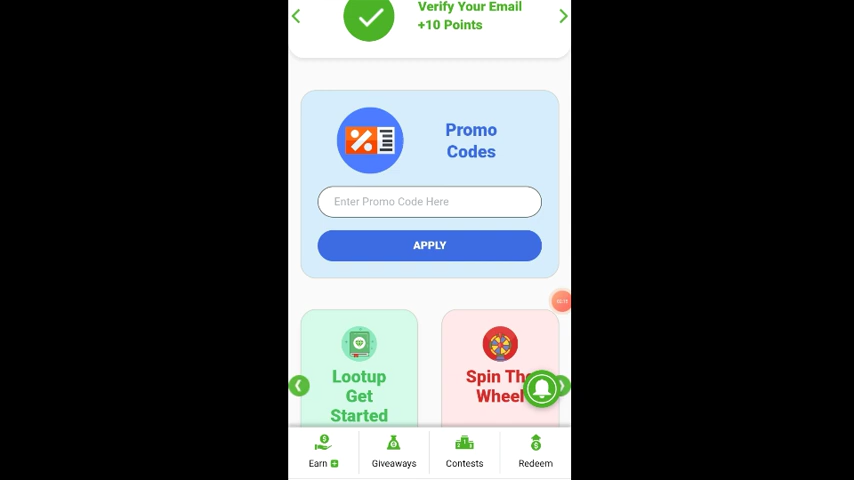 Verify Your Email
+10 Points
Promo
Codes
Enter Promo Code Here
APPLY
Lootup
Get
Started
Spin The
Wheel
Earn
Giveaways
Contests
Redeem